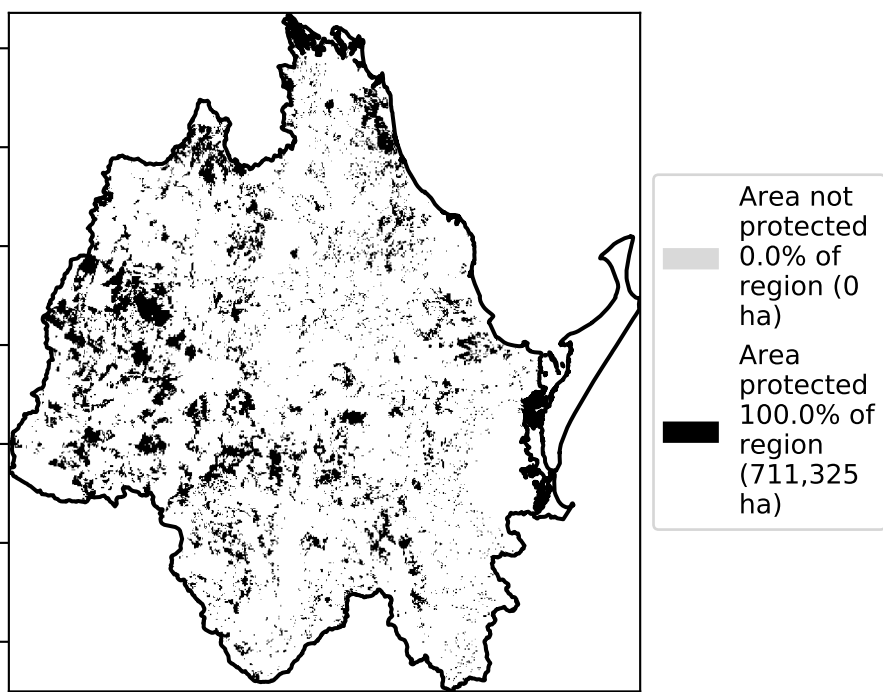 Area not
protected
0.0% of
region (0
ha)
Area
protected
100.0% of
region
(711,325
ha)